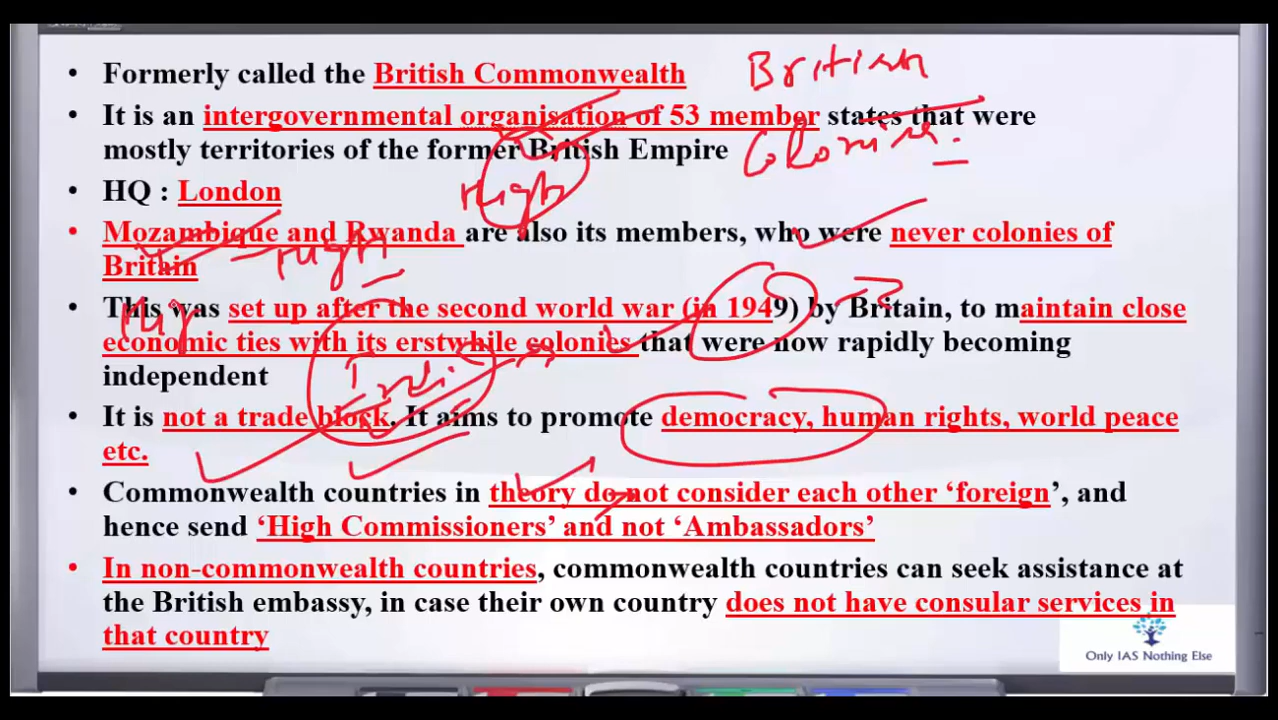 • Formerly called the British Commonwealth
British
• It is an intergovernmental organisation of 53 member states that were
mostly territories of the former British Empire
Colonies.
High
• HQ : London
• Mozambique and Rwanda are also its members, who were never colonies of
Britain
High
• This was set up after the second world war (in 1949) by Britain, to maintain close
economic ties with its erstwhile colonies that were now rapidly becoming
independent
India
• It is not a trade block. It aims to promote democracy, human rights, world peace
etc.
• Commonwealth countries in theory do not consider each other ‘foreign’, and
hence send ‘High Commissioners’ and not ‘Ambassadors’
• In non-commonwealth countries, commonwealth countries can seek assistance at
the British embassy, in case their own country does not have consular services in
that country
Only IAS Nothing Else